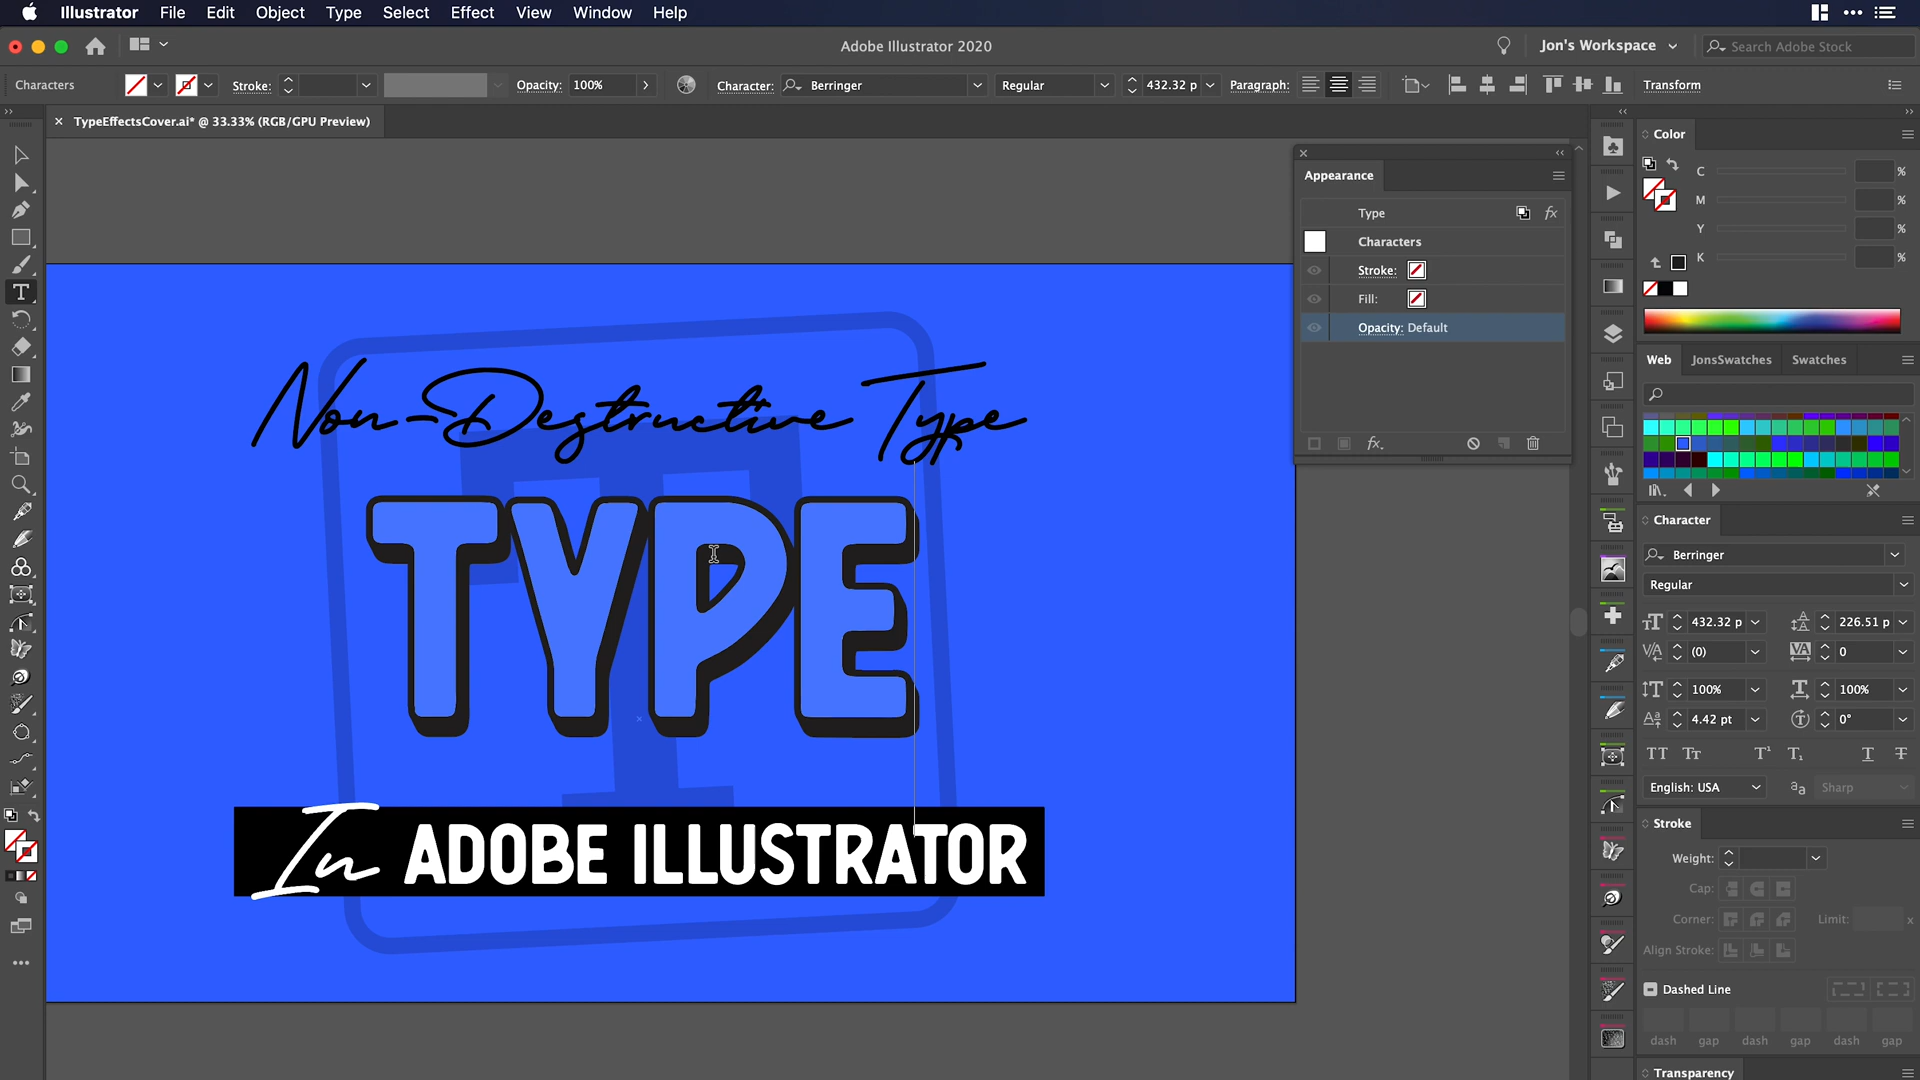 Illustrator File Edit Object Type Select Effect View Window Help
Adobe Illustrator 2020
Jon's Workspace
Search Adobe Stock
Characters
Stroke:
Opacity: 100%
Character: Berringer
Regular
432.32 p
Paragraph:
Transform
TypeEffectsCover.ai* @ 33.33% (RGB/GPU Preview)
Non-Destructive Type
TYPE
In ADOBE ILLUSTRATOR
T
Appearance
Type
fx
Characters
Stroke:
Fill:
Opacity: Default
fx.
Color
C %
M %
Y %
K %
Web JonsSwatches Swatches
Character
Berringer
Regular
432.32 p
226.51 p
(0)
0
100%
100%
4.42 pt
0°
English: USA
Sharp
Stroke
Weight:
Cap:
Corner:
Limit: x
Align Stroke:
Dashed Line
dash gap dash gap dash gap
Transparency